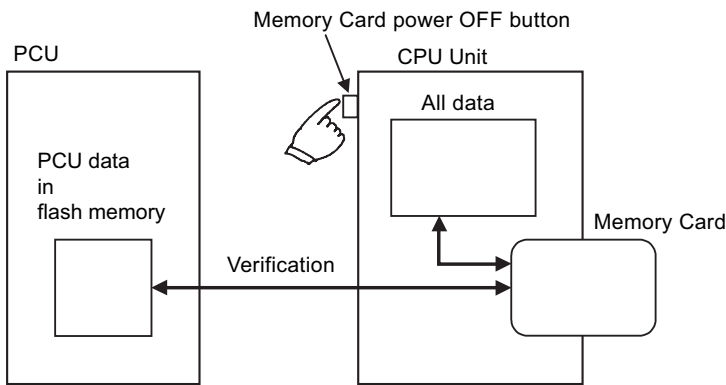 Memory Card power OFF button
PCU
CPU Unit
All data
PCU data
in
flash memory
Memory Card
Verification